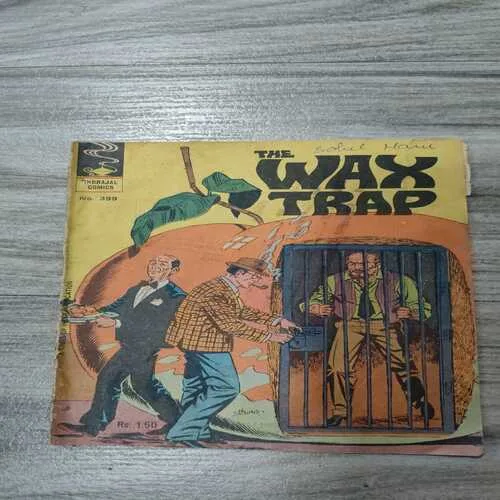 INDRAJAL
COMICS
No. 399
THE
WAX
TRAP
Rs. 1.50